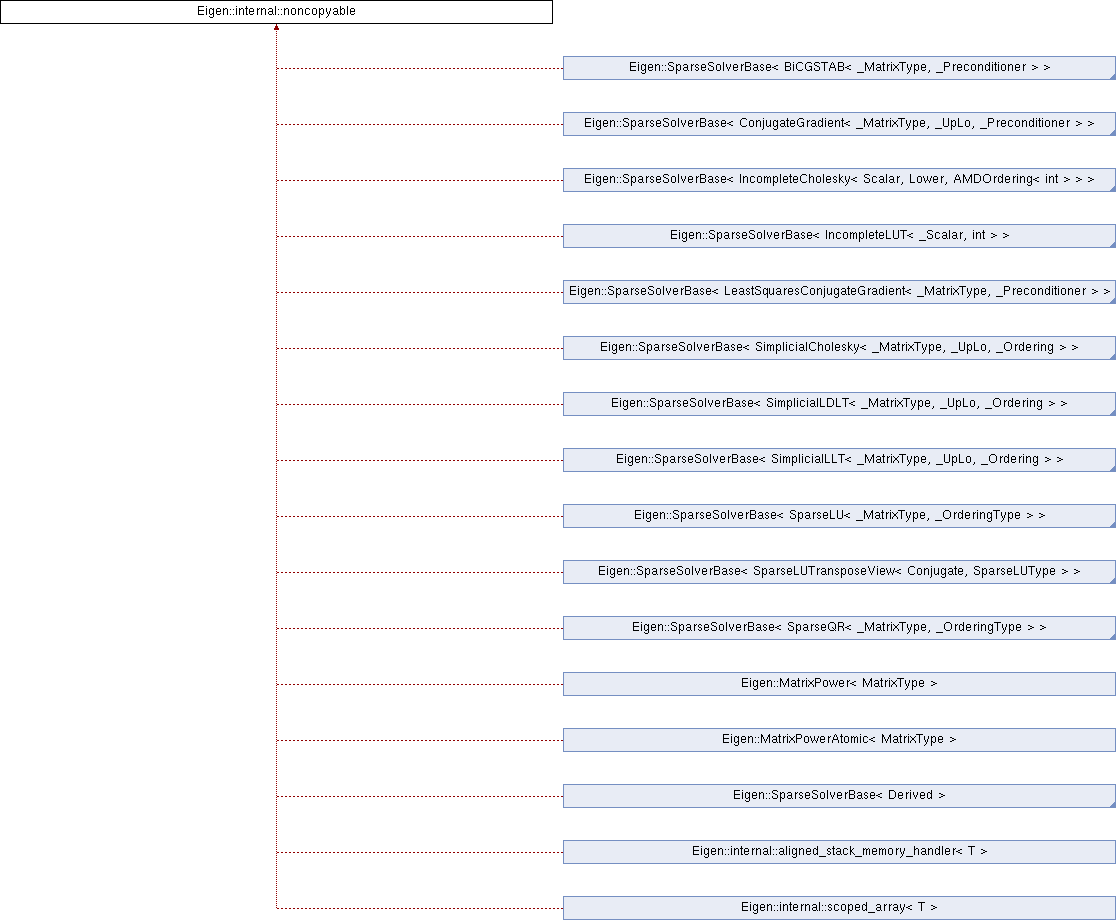 Eigen::internal::noncopyable
Eigen::SparseSolverBase< BiCGSTAB< _MatrixType, _Preconditioner > >
Eigen::SparseSolverBase< ConjugateGradient< _MatrixType, _UpLo, _Preconditioner > >
Eigen::SparseSolverBase< IncompleteCholesky< Scalar, Lower, AMDOrdering< int > > >
Eigen::SparseSolverBase< IncompleteLUT< _Scalar, int > >
Eigen::SparseSolverBase< LeastSquaresConjugateGradient< _MatrixType, _Preconditioner > >
Eigen::SparseSolverBase< SimplicialCholesky< _MatrixType, _UpLo, _Ordering > >
Eigen::SparseSolverBase< SimplicialLDLT< _MatrixType, _UpLo, _Ordering > >
Eigen::SparseSolverBase< SimplicialLLT< _MatrixType, _UpLo, _Ordering > >
Eigen::SparseSolverBase< SparseLU< _MatrixType, _OrderingType > >
Eigen::SparseSolverBase< SparseLUTransposeView< Conjugate, SparseLUType > >
Eigen::SparseSolverBase< SparseQR< _MatrixType, _OrderingType > >
Eigen::MatrixPower< MatrixType >
Eigen::MatrixPowerAtomic< MatrixType >
Eigen::SparseSolverBase< Derived >
Eigen::internal::aligned_stack_memory_handler< T >
Eigen::internal::scoped_array< T >